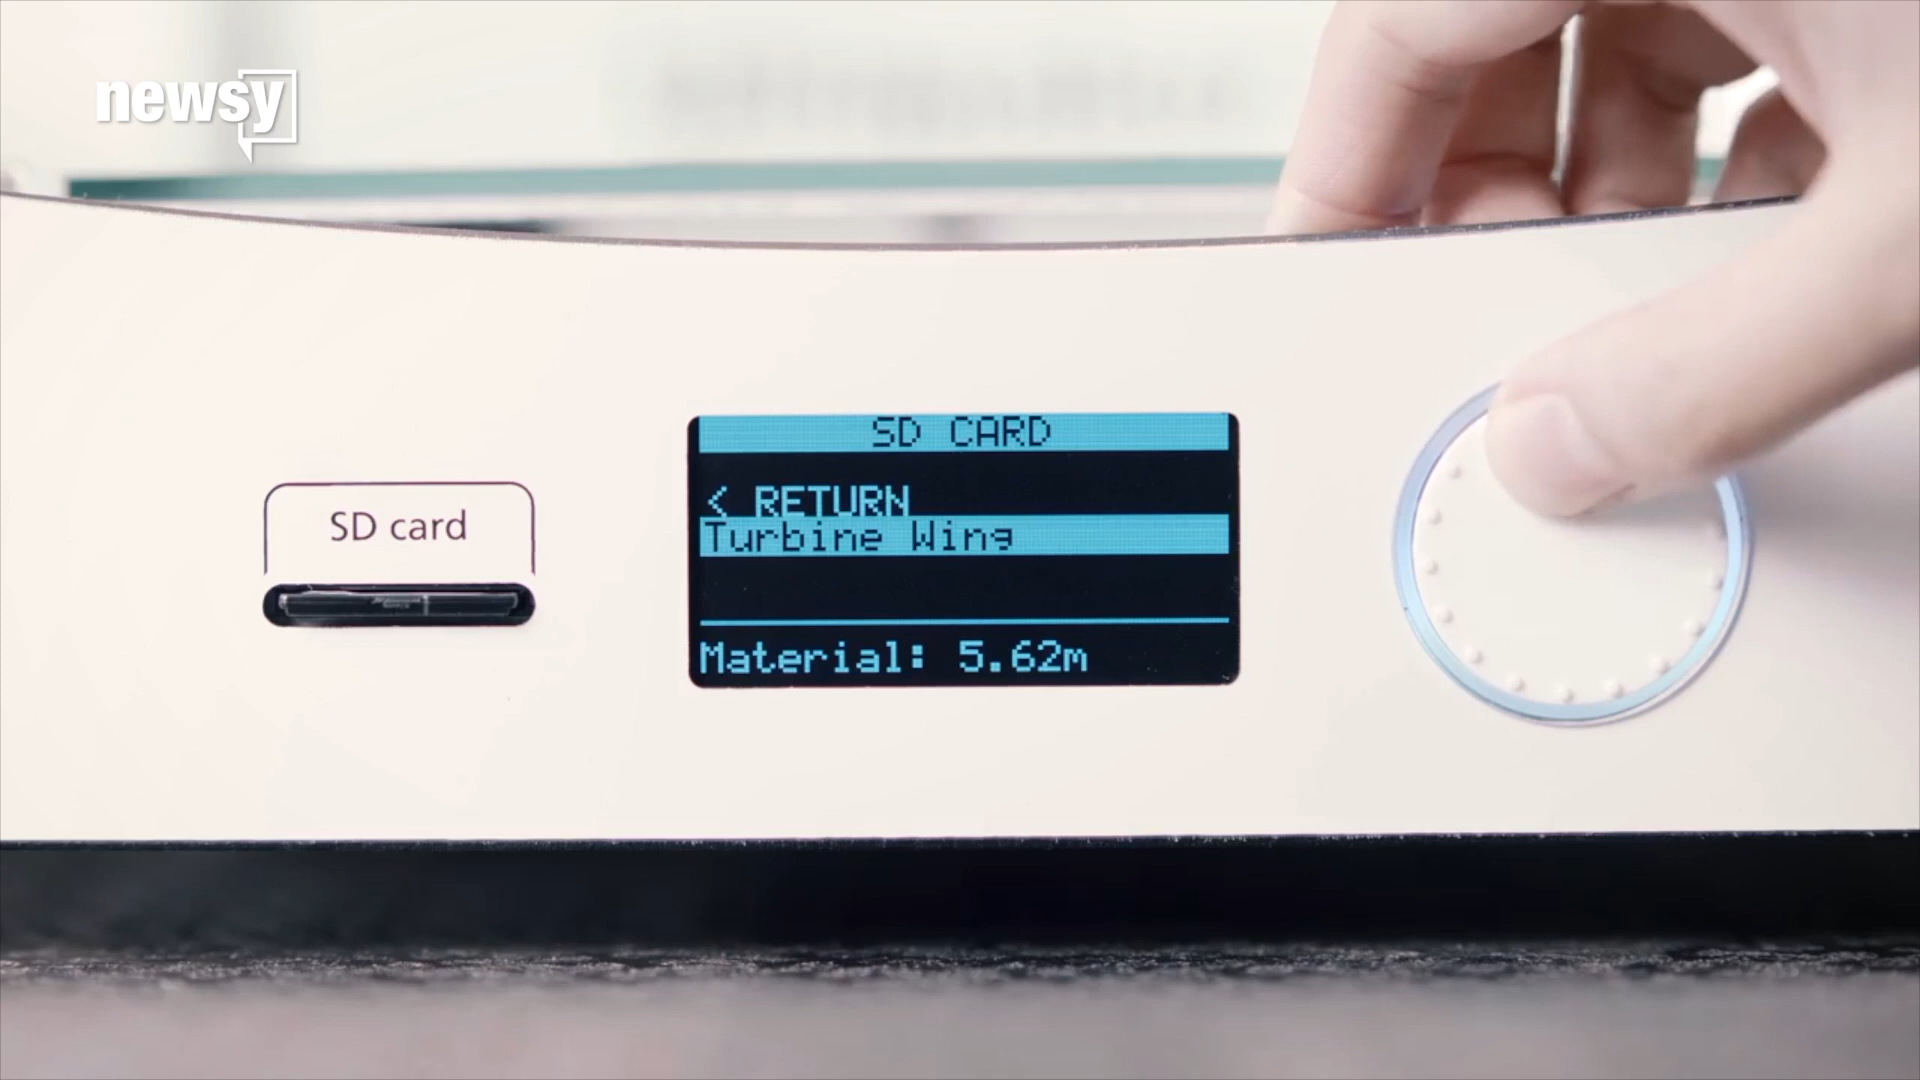 newsy
SD card
SD CARD
< RETURN
Turbine Wing
Material: 5.62m